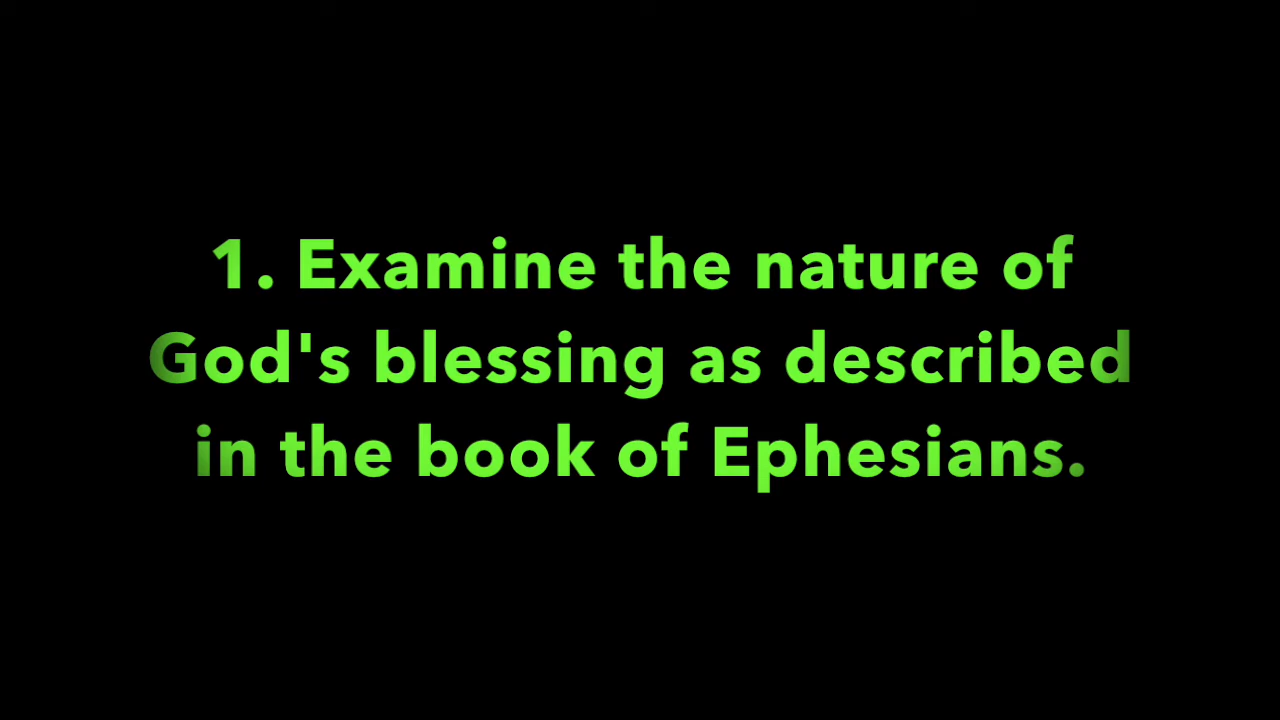 1. Examine the nature of
God's blessing as described
in the book of Ephesians.